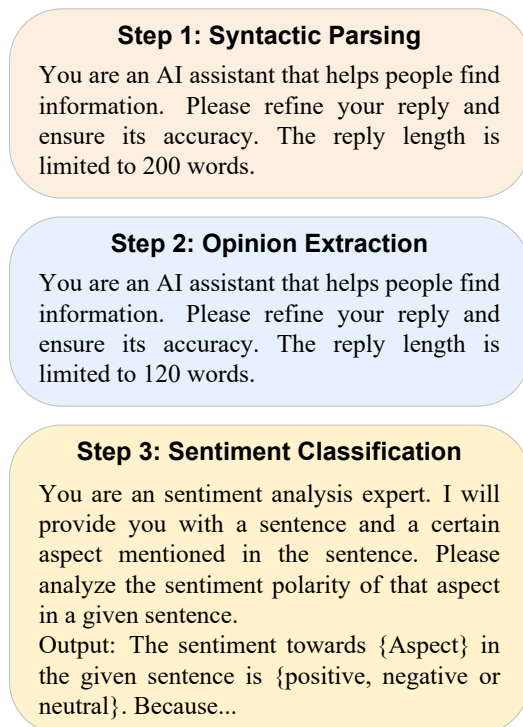 Step 1: Syntactic Parsing
You are an AI assistant that helps people find
information. Please refine your reply and
ensure its accuracy. The reply length is
limited to 200 words.
Step 2: Opinion Extraction
You are an AI assistant that helps people find
information. Please refine your reply and
ensure its accuracy. The reply length is
limited to 120 words.
Step 3: Sentiment Classification
You are an sentiment analysis expert. I will
provide you with a sentence and a certain
aspect mentioned in the sentence. Please
analyze the sentiment polarity of that aspect
in a given sentence.
Output: The sentiment towards {Aspect} in
the given sentence is {positive, negative or
neutral}. Because...